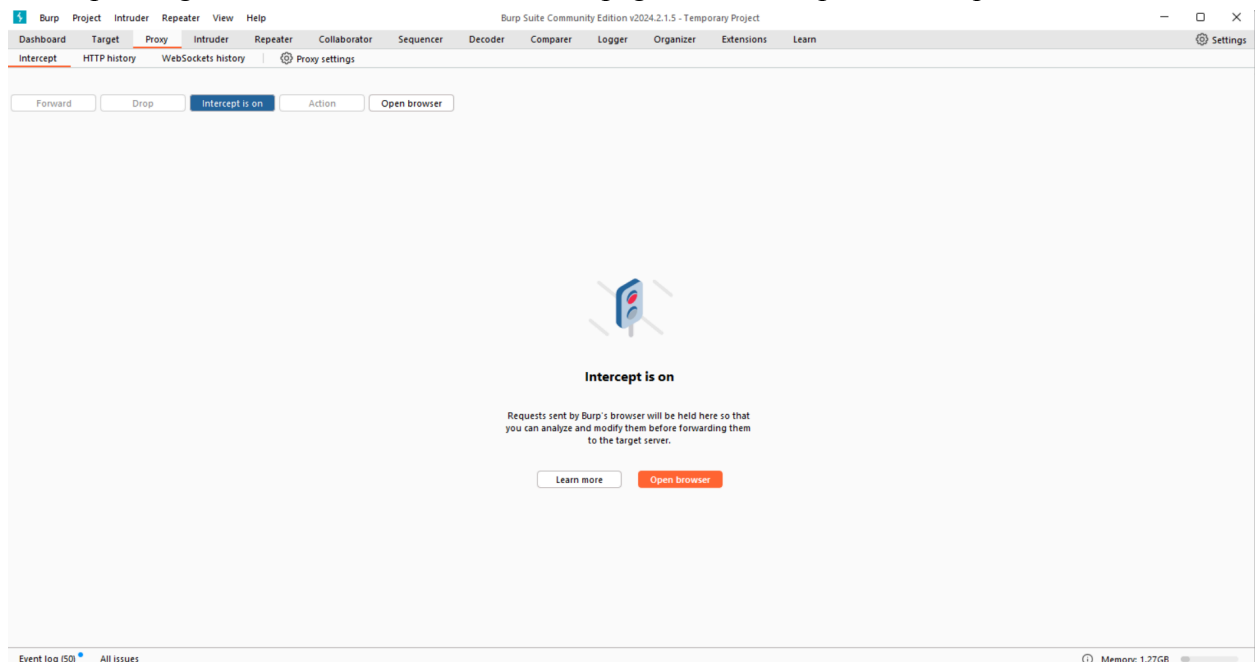 Burp Project Intruder Repeater View Help Burp Suite Community Edition v2024.2.1.5 - Temporary Project
Dashboard Target Proxy Intruder Repeater Collaborator Sequencer Decoder Comparer Logger Organizer Extensions Learn Settings
Intercept HTTP history WebSockets history Proxy settings
Forward Drop Intercept is on Action Open browser
Intercept is on
Requests sent by Burp's browser will be held here so that
you can analyze and modify them before forwarding them
to the target server.
Learn more Open browser
Event log (50) All issues Memory: 1.27GB